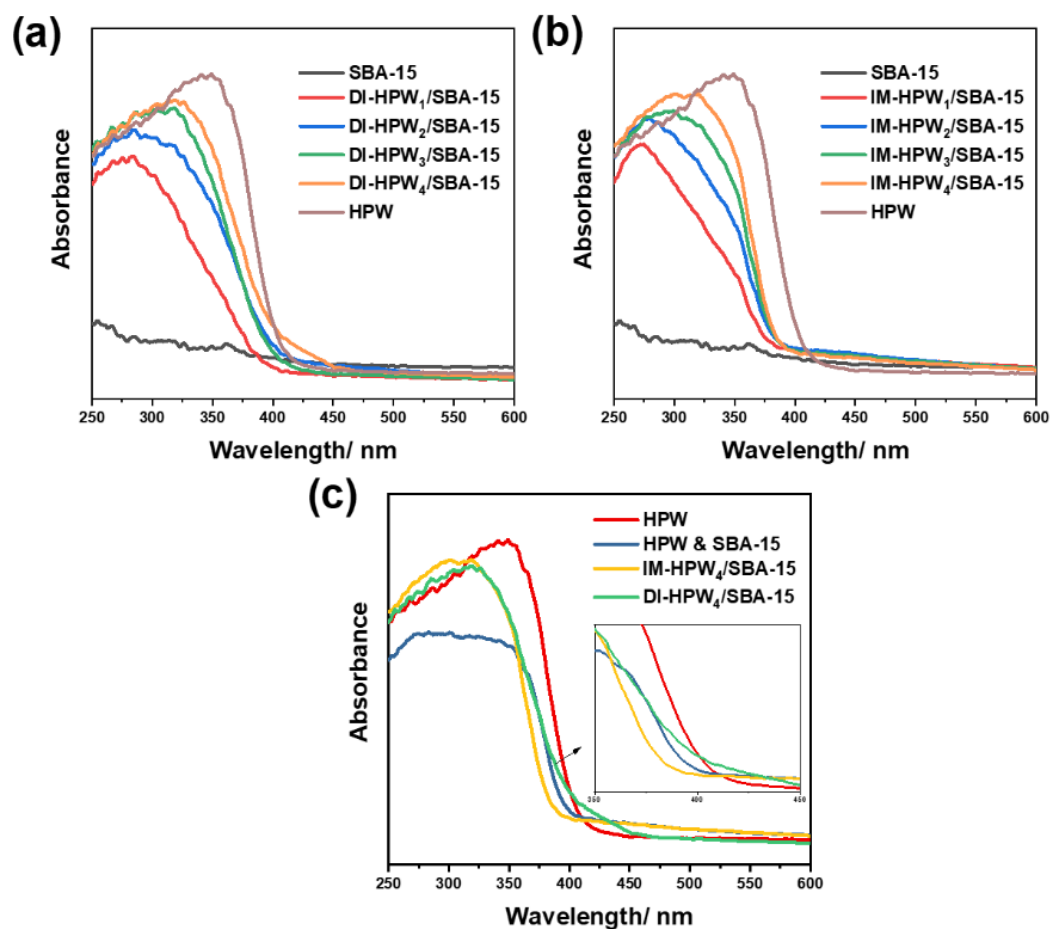 (a)
SBA-15
DI-HPW₁/SBA-15
DI-HPW₂/SBA-15
DI-HPW₃/SBA-15
DI-HPW₄/SBA-15
HPW
Absorbance
250 300 350 400 450 500 550 600
Wavelength/ nm
(b)
SBA-15
IM-HPW₁/SBA-15
IM-HPW₂/SBA-15
IM-HPW₃/SBA-15
IM-HPW₄/SBA-15
HPW
Absorbance
250 300 350 400 450 500 550 600
Wavelength/ nm
(c)
HPW
HPW & SBA-15
IM-HPW₄/SBA-15
DI-HPW₄/SBA-15
Absorbance
350 400 450
250 300 350 400 450 500 550 600
Wavelength/ nm